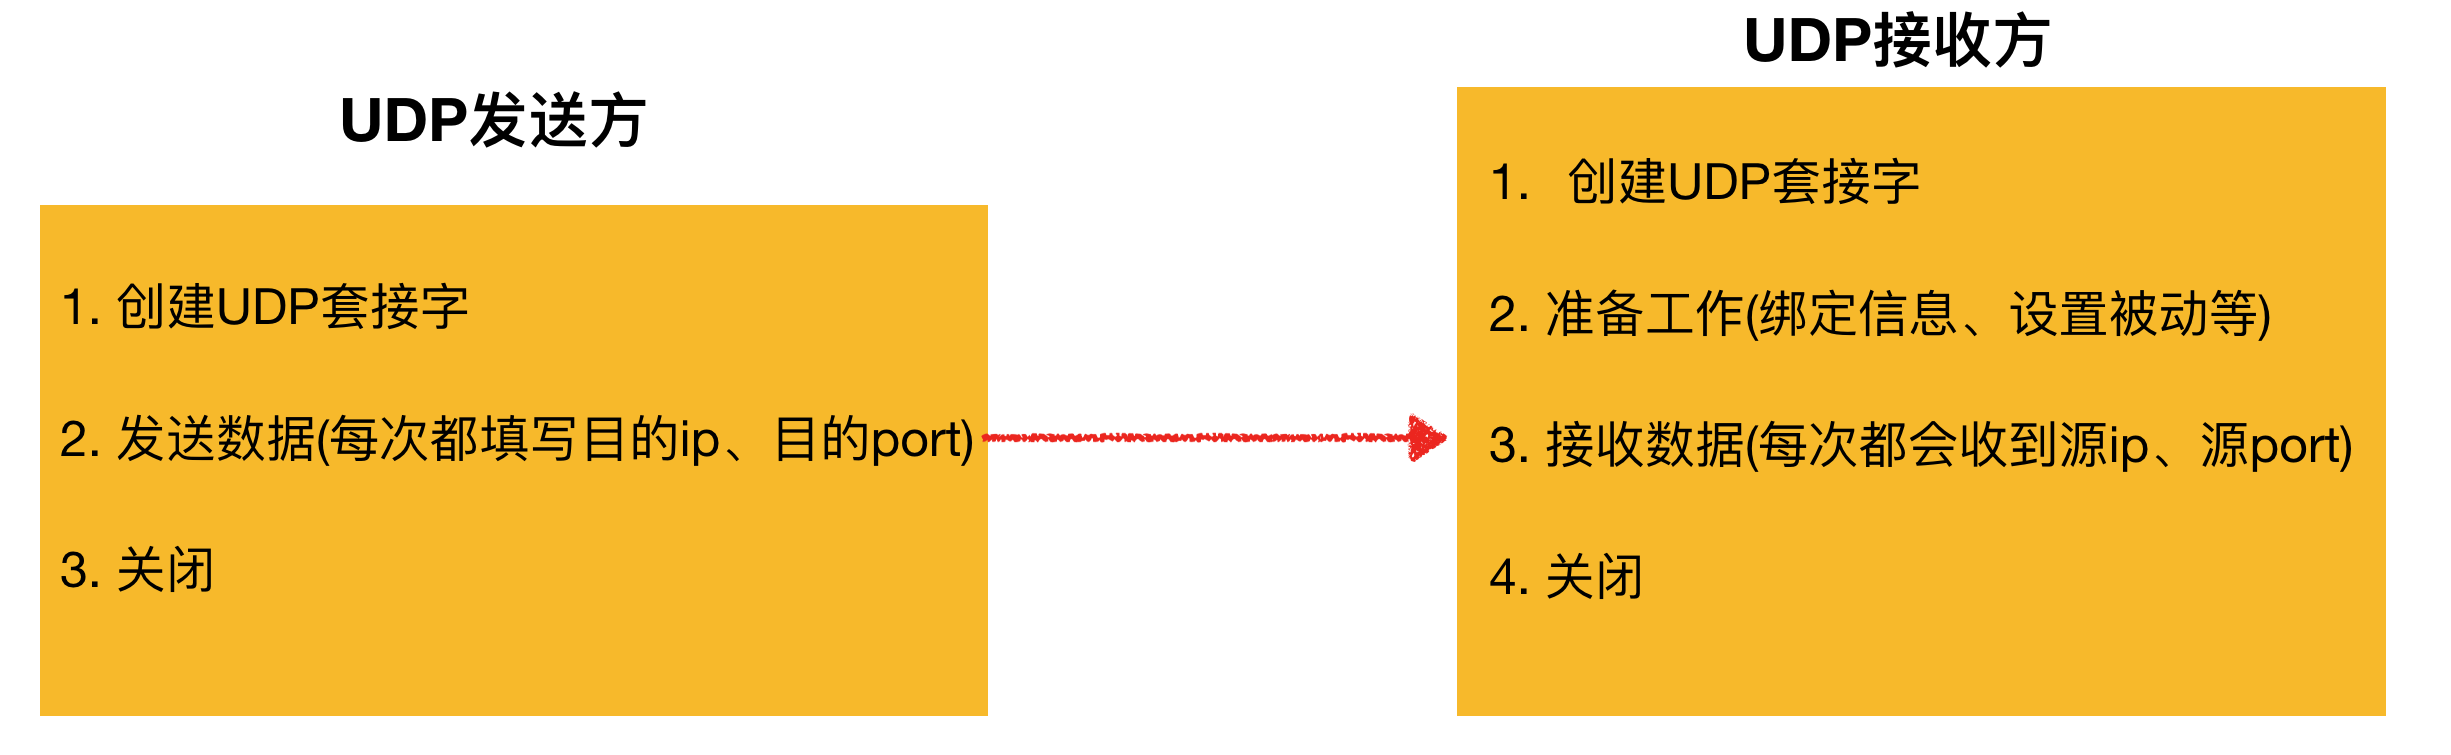 UDP发送方
1. 创建UDP套接字
2. 发送数据(每次都填写目的ip、目的port)
3. 关闭
UDP接收方
1. 创建UDP套接字
2. 准备工作(绑定信息、设置被动等)
3. 接收数据(每次都会收到源ip、源port)
4. 关闭